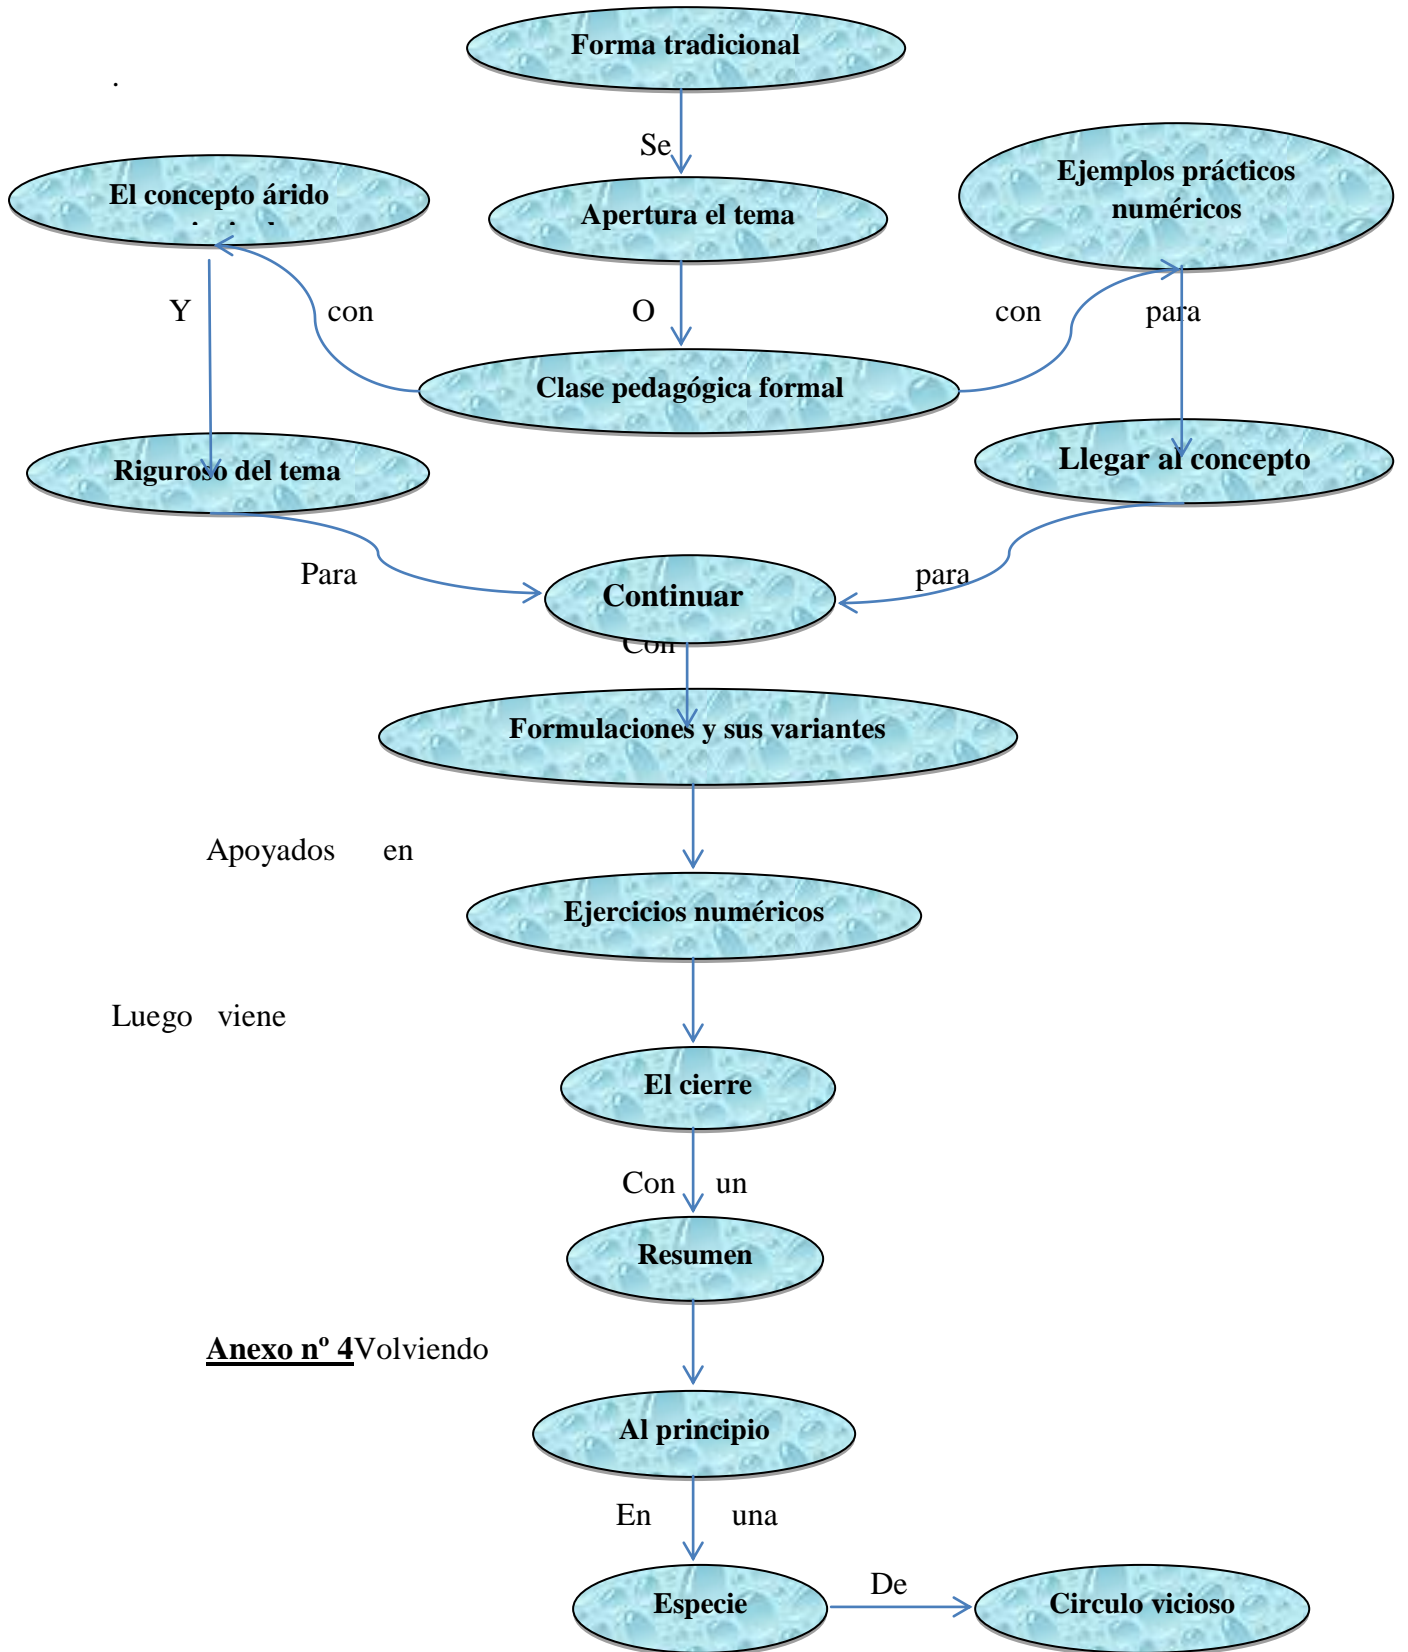 Forma tradicional
.
Se
El concepto árido
Apertura el tema
Ejemplos prácticos
numéricos
Y
con
O
con
para
Clase pedagógica formal
Riguroso del tema
Llegar al concepto
Para
Continuar
para
Con
Formulaciones y sus variantes
Apoyados en
Ejercicios numéricos
Luego viene
El cierre
Con un
Resumen
Anexo nº 4Volviendo
Al principio
En una
Especie
De
Circulo vicioso